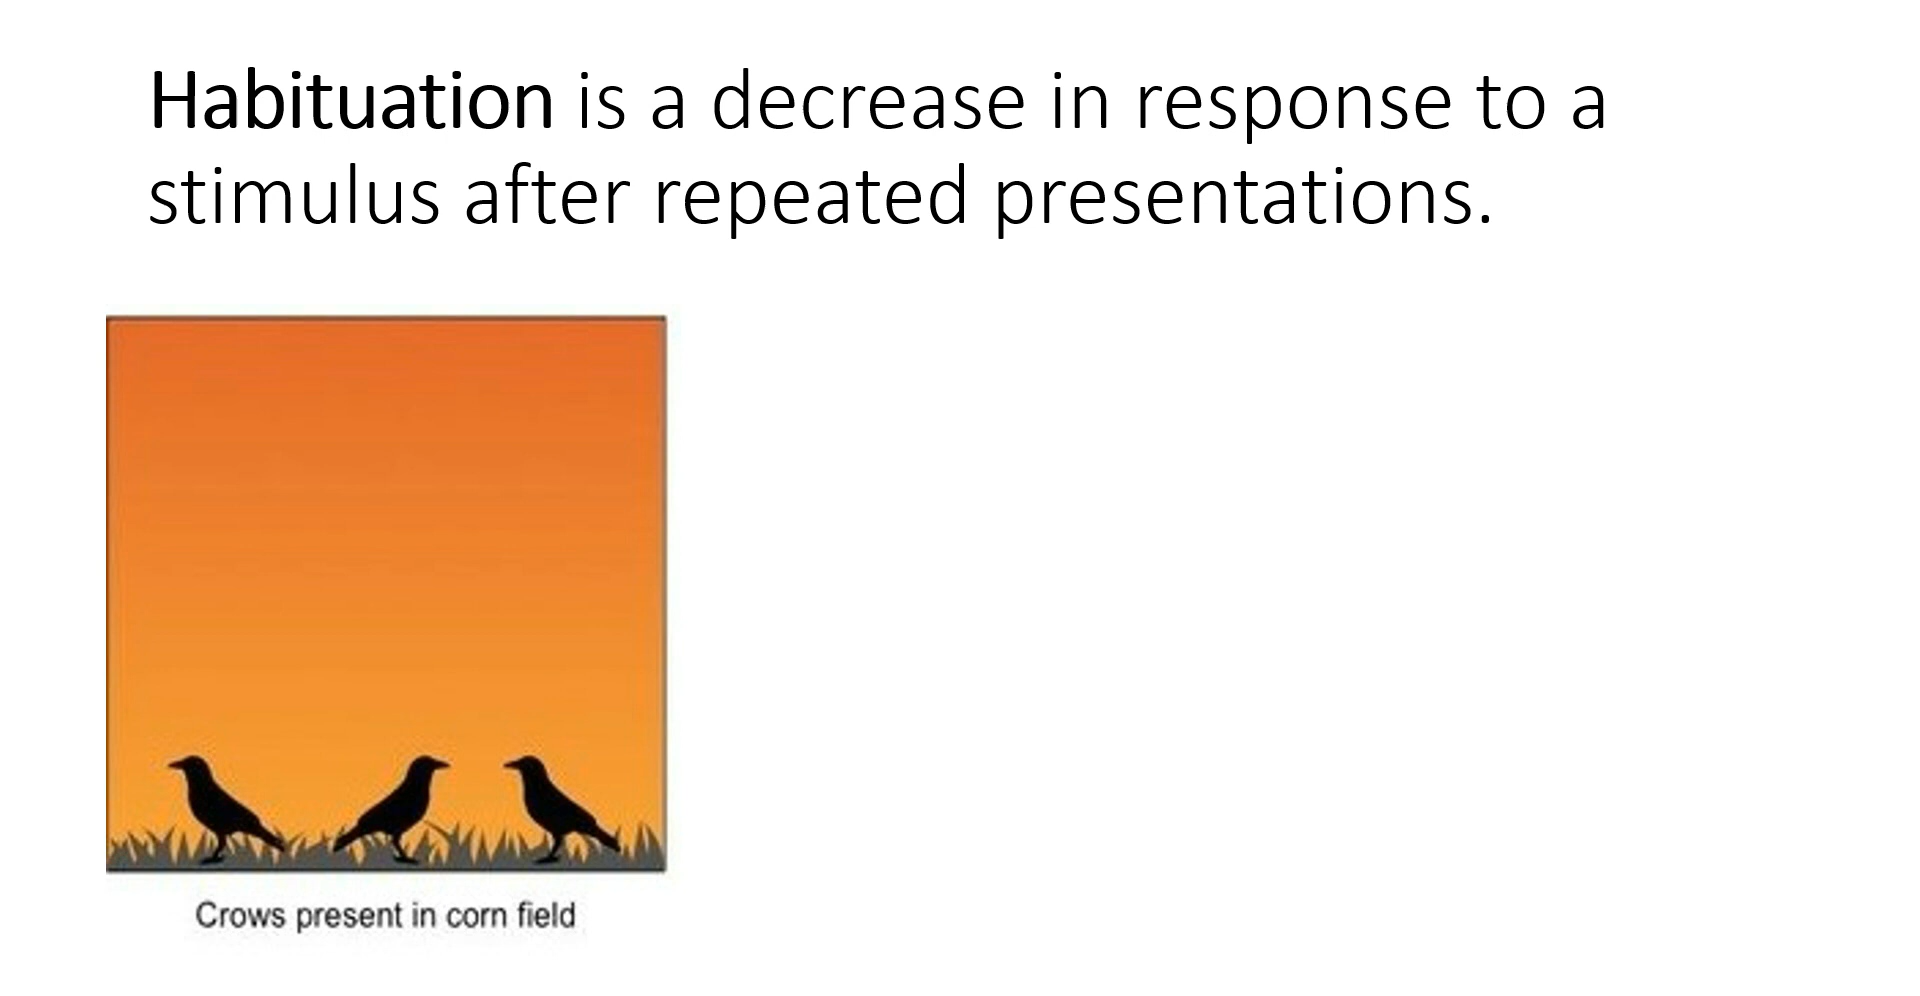 Habituation is a decrease in response to a
stimulus after repeated presentations.
Crows present in corn field